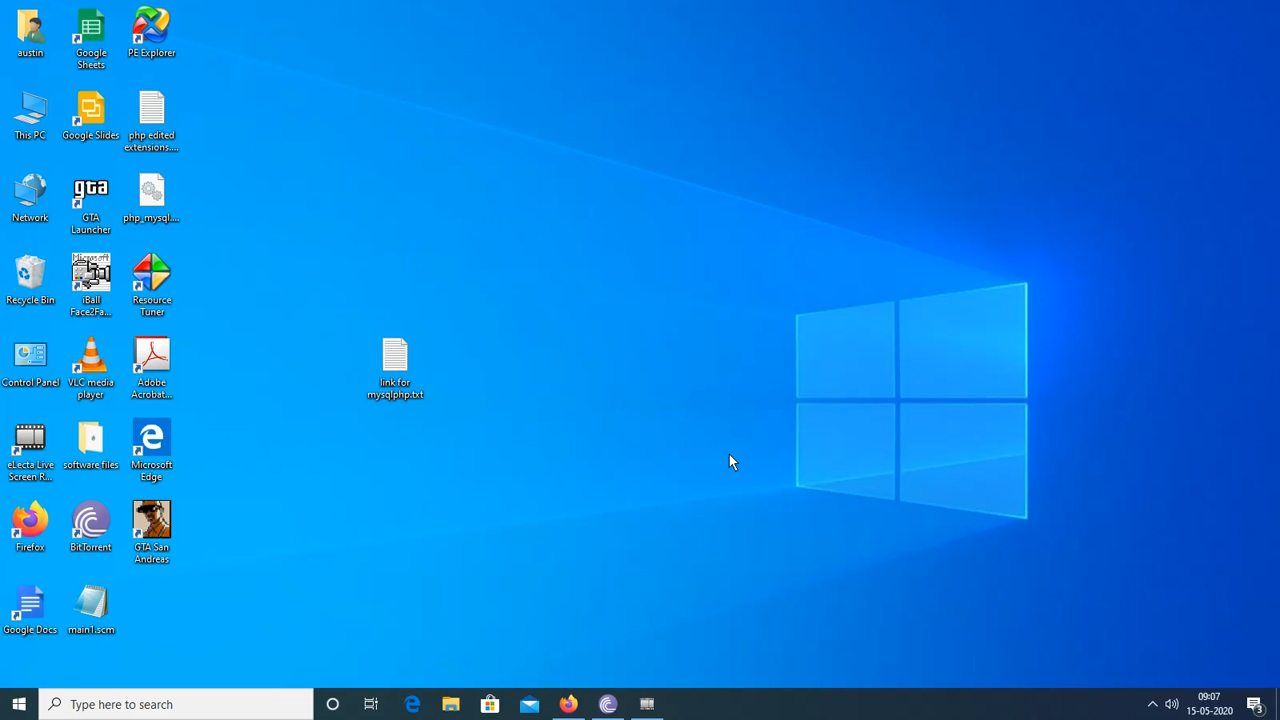 austin
Google
Sheets
PE Explorer
This PC
Google Slides
php edited
extensions....
Network
gta
GTA
Launcher
php_mysql....
Recycle Bin
Microsoft
iBall
Face2Fa...
Resource
Tuner
Control Panel
VLC media
player
Adobe
Acrobat...
link for
mysqlphp.txt
eLecta Live
Screen R...
software files
Microsoft
Edge
Firefox
BitTorrent
GTA San
Andreas
Google Docs
main1.scm
Type here to search
09:07
15-05-2020
3